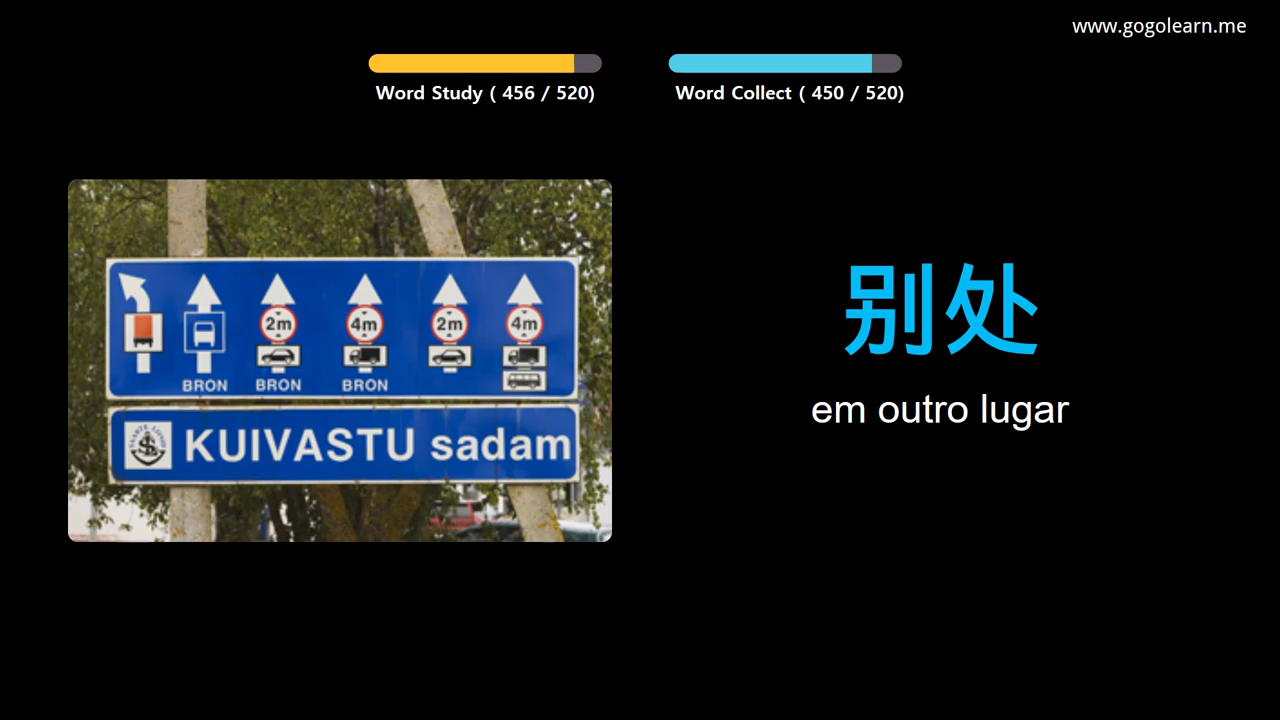 www.gogolearn.me
Word Study ( 456 / 520)
Word Collect ( 450 / 520)
2m
4m
2m
4m
BRON
BRON
BRON
KUIVASTU sadam
别处
em outro lugar